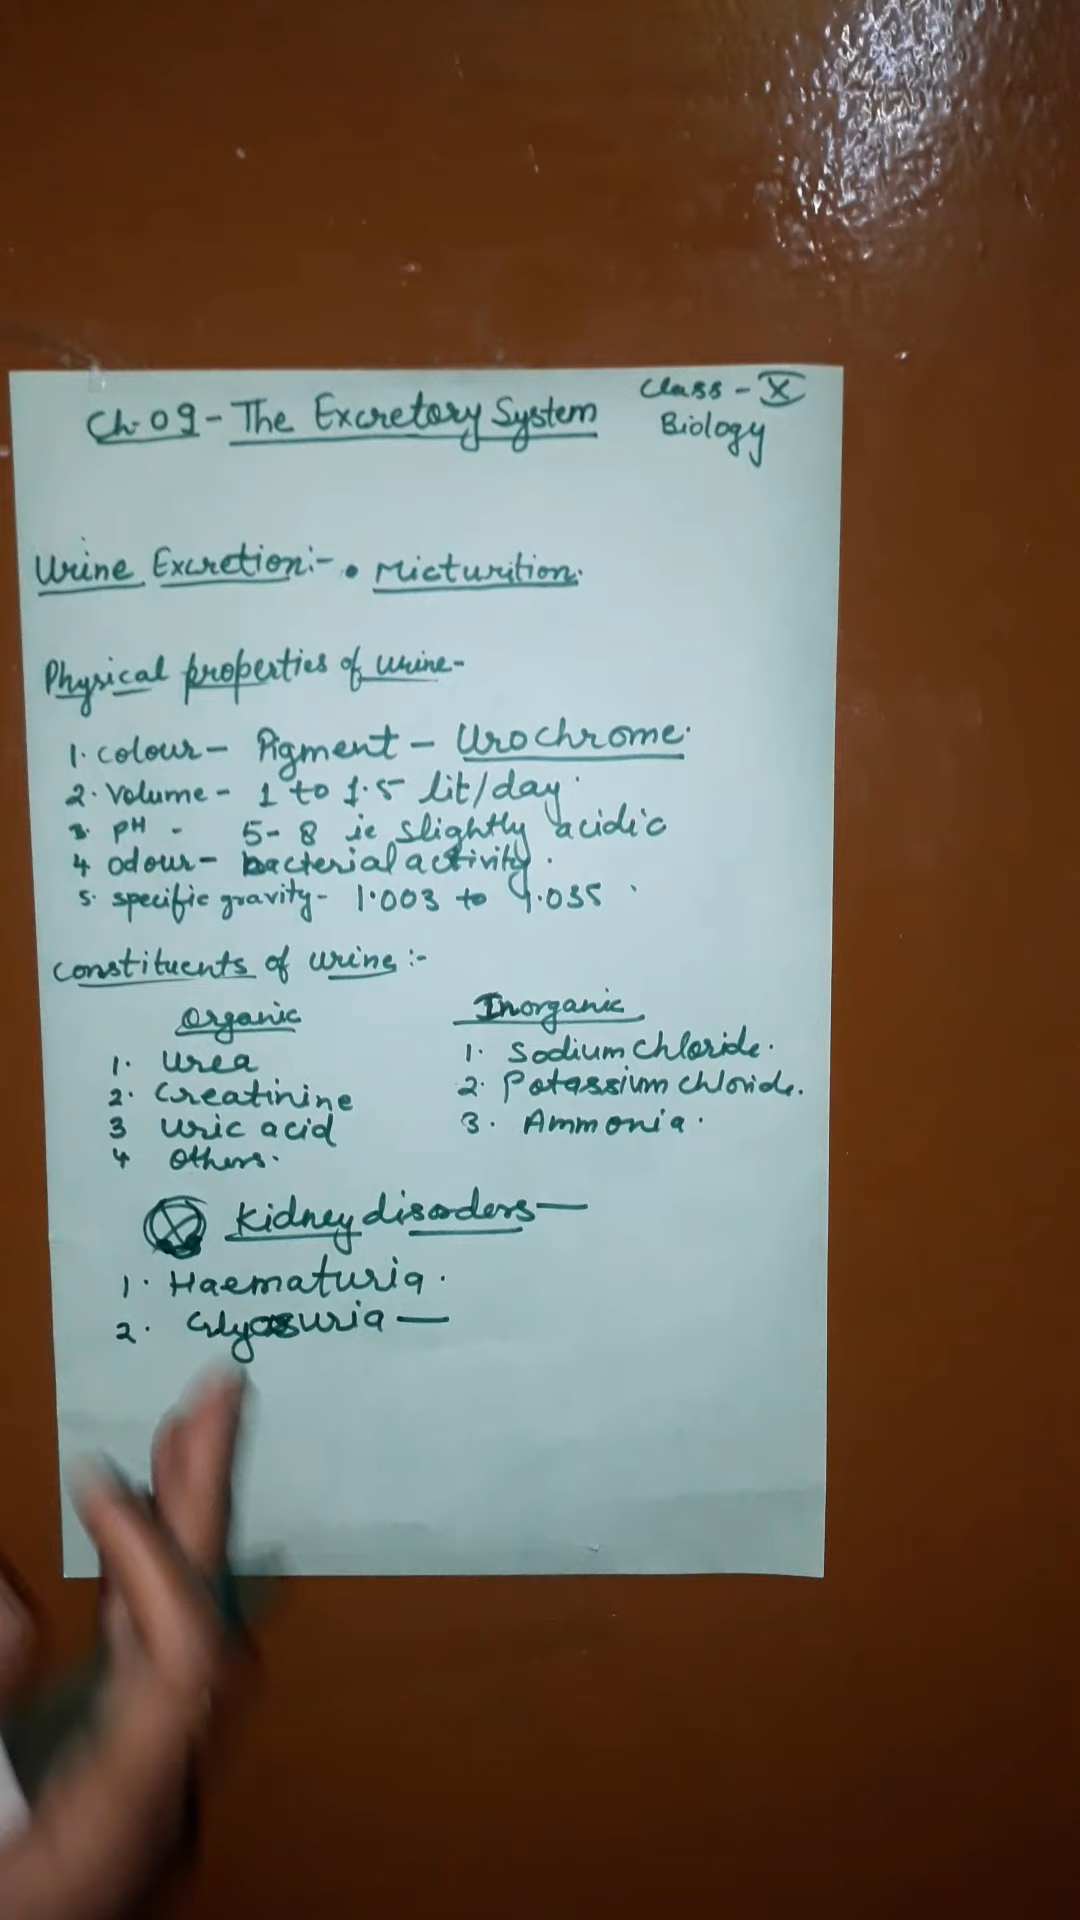 Ch-09 - The Excretory System
Class - X
Biology
Urine Excretion:- • Micturition.
Physical properties of urine-
1. colour - Pigment - Urochrome.
2. Volume - 1 to 1.5 lit/day.
3. pH - 5-8 ie slightly acidic
4 odour - bacterial activity.
5. specific gravity - 1.003 to 1.035
constituents of urine:-
Organic
1. Urea
2. Creatinine
3 Uric acid
4 Others.
Inorganic
1. Sodium Chloride.
2. Potassium Chloride.
3. Ammonia.
Kidney disorders—
1. Haematuria.
2. Glyosuria —